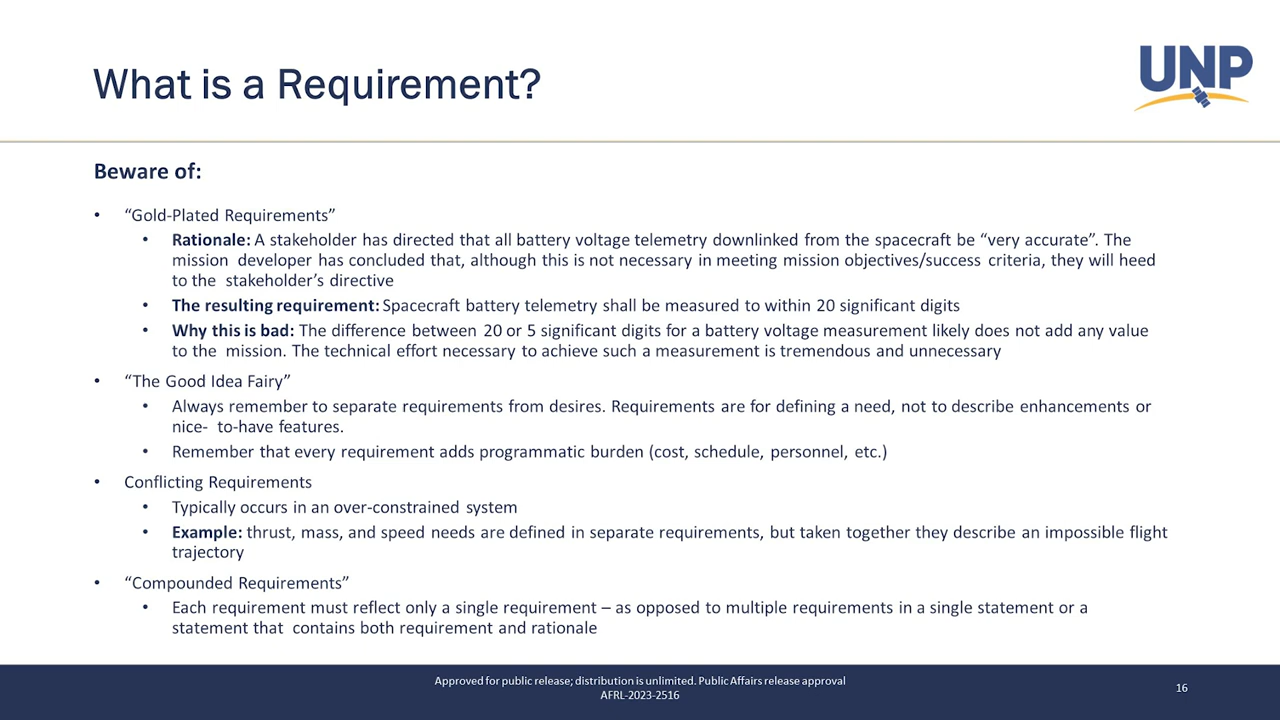 What is a Requirement?
UNP
Beware of:
• “Gold-Plated Requirements”
• Rationale: A stakeholder has directed that all battery voltage telemetry downlinked from the spacecraft be “very accurate”. The
mission developer has concluded that, although this is not necessary in meeting mission objectives/success criteria, they will heed
to the stakeholder’s directive
• The resulting requirement: Spacecraft battery telemetry shall be measured to within 20 significant digits
• Why this is bad: The difference between 20 or 5 significant digits for a battery voltage measurement likely does not add any value
to the mission. The technical effort necessary to achieve such a measurement is tremendous and unnecessary
• “The Good Idea Fairy”
• Always remember to separate requirements from desires. Requirements are for defining a need, not to describe enhancements or
nice- to-have features.
• Remember that every requirement adds programmatic burden (cost, schedule, personnel, etc.)
• Conflicting Requirements
• Typically occurs in an over-constrained system
• Example: thrust, mass, and speed needs are defined in separate requirements, but taken together they describe an impossible flight
trajectory
• “Compounded Requirements”
• Each requirement must reflect only a single requirement – as opposed to multiple requirements in a single statement or a
statement that contains both requirement and rationale
Approved for public release; distribution is unlimited. Public Affairs release approval
AFRL-2023-2516
16